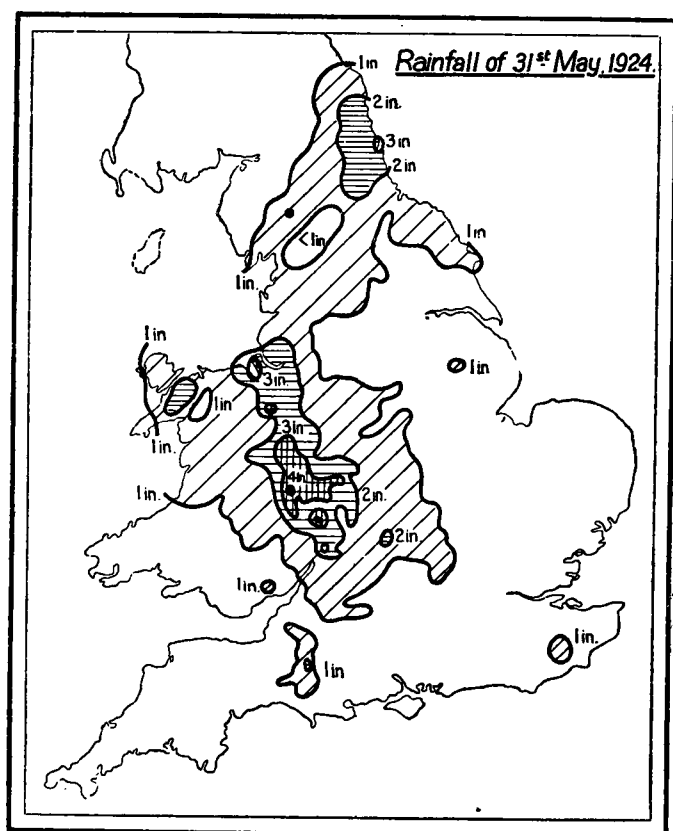 1in
Rainfall of 31st May, 1924.
2in.
3in
2in
<1in
1in
1in.
1in
1in
3in.
1in
3in
1in.
4in
1in.
2in.
2in.
1in.
1in.
1in